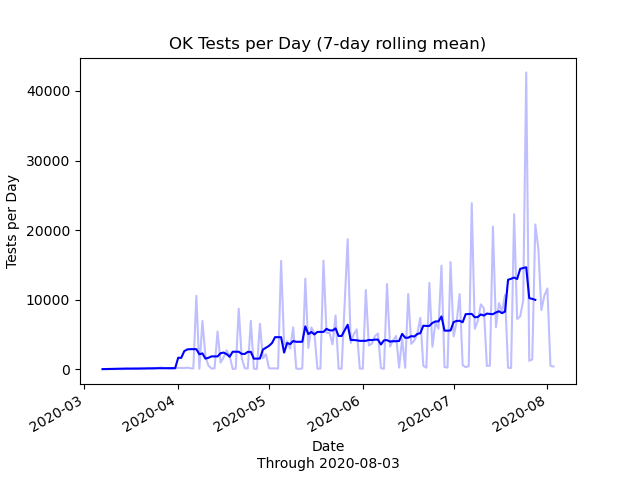 OK Tests per Day (7-day rolling mean)
40000
30000
20000
10000
0
Tests per Day
2020-03
2020-04
2020-05
2020-06
2020-07
2020-08
Date
Through 2020-08-03